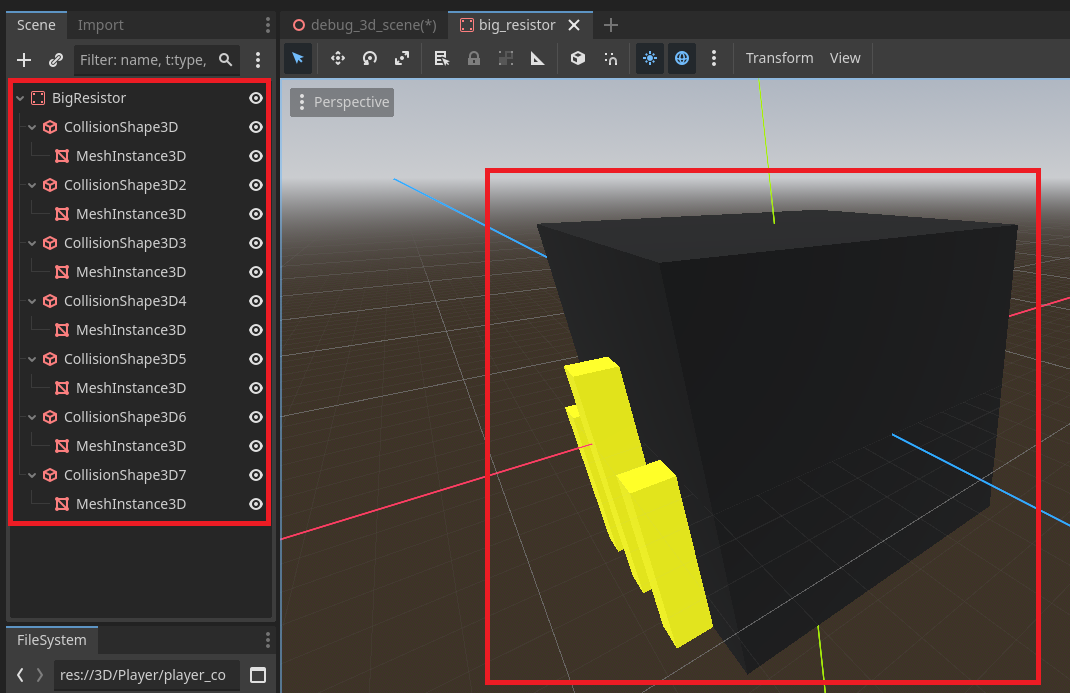 Scene Import
debug_3d_scene(*) big_resistor
Filter: name, t:type,
Transform View
BigResistor
Perspective
CollisionShape3D
MeshInstance3D
CollisionShape3D2
MeshInstance3D
CollisionShape3D3
MeshInstance3D
CollisionShape3D4
MeshInstance3D
CollisionShape3D5
MeshInstance3D
CollisionShape3D6
MeshInstance3D
CollisionShape3D7
MeshInstance3D
FileSystem
res://3D/Player/player_co